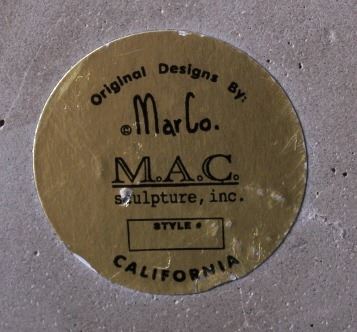 Original Designs By:
© MarCo.
M.A.C.
sculpture, inc.
STYLE #
CALIFORNIA